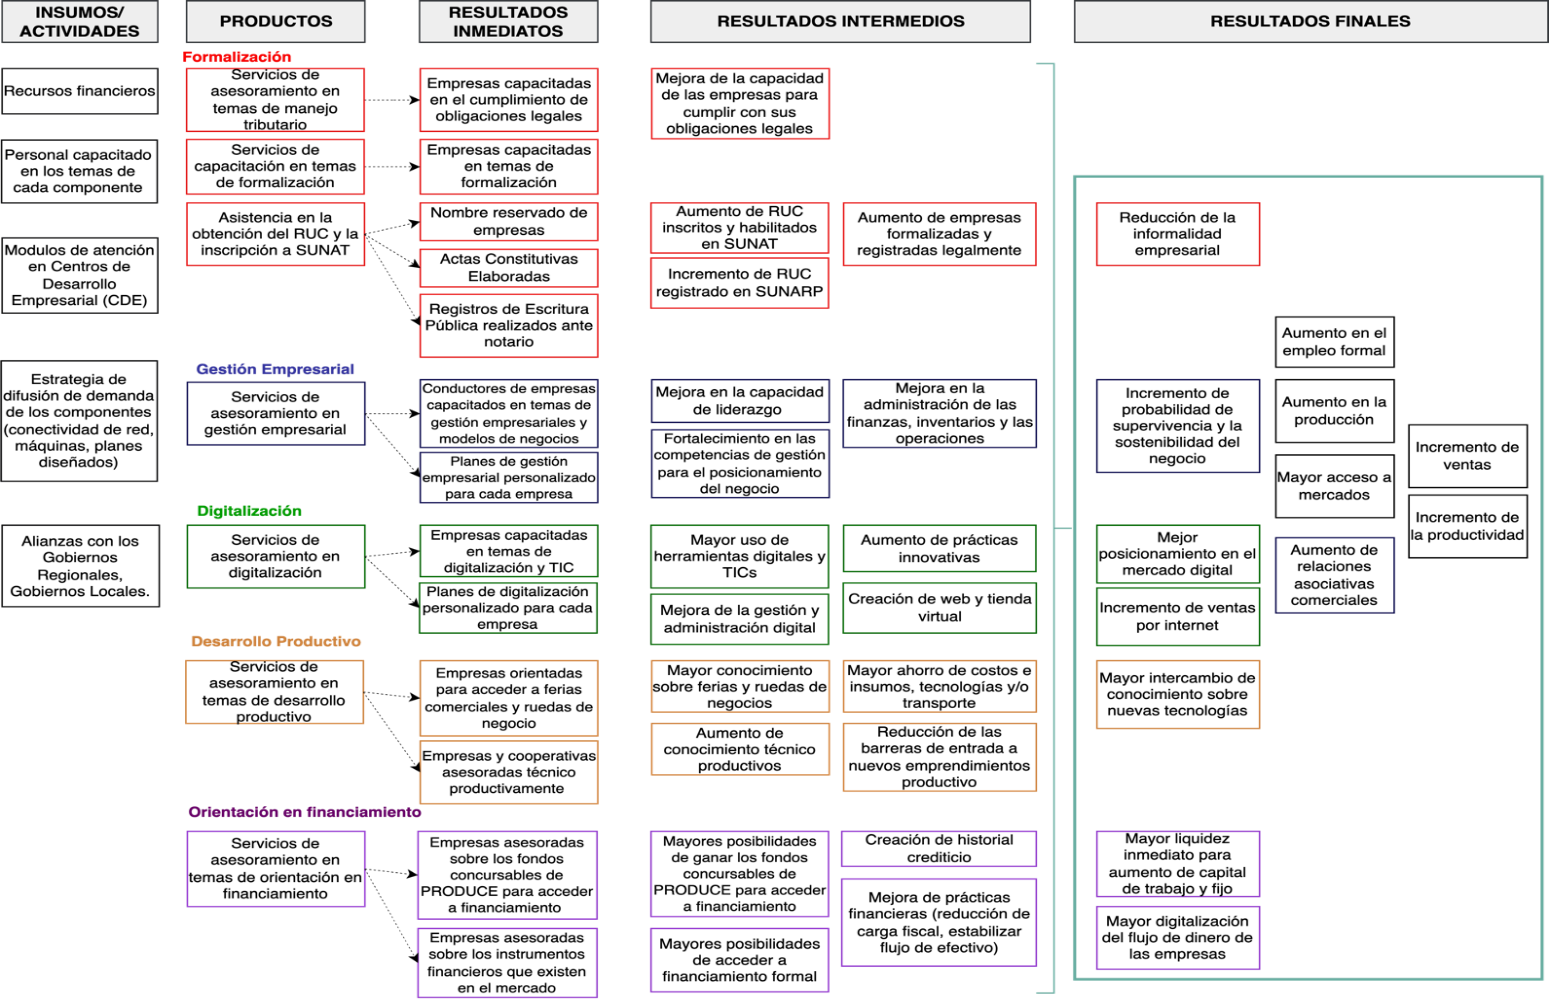 INSUMOS/
ACTIVIDADES
PRODUCTOS
RESULTADOS
INMEDIATOS
RESULTADOS INTERMEDIOS
RESULTADOS FINALES
Recursos financieros
Personal capacitado
en los temas de
cada componente
Modulos de atención
en Centros de
Desarrollo
Empresarial (CDE)
Estrategia de
difusión de demanda
de los componentes
(conectividad de red,
máquinas, planes
diseñados)
Alianzas con los
Gobiernos
Regionales,
Gobiernos Locales.
Formalización
Servicios de
asesoramiento en
temas de manejo
tributario
Empresas capacitadas
en el cumplimiento de
obligaciones legales
Mejora de la capacidad
de las empresas para
cumplir con sus
obligaciones legales
Servicios de
capacitación en temas
de formalización
Empresas capacitadas
en temas de
formalización
Asistencia en la
obtención del RUC y la
inscripción a SUNAT
Nombre reservado de
empresas
Actas Constitutivas
Elaboradas
Registros de Escritura
Pública realizados ante
notario
Aumento de RUC
inscritos y habilitados
en SUNAT
Incremento de RUC
registrado en SUNARP
Aumento de empresas
formalizadas y
registradas legalmente
Reducción de la
informalidad
empresarial
Gestión Empresarial
Servicios de
asesoramiento en
gestión empresarial
Conductores de empresas
capacitados en temas de
gestión empresariales y
modelos de negocios
Planes de gestión
empresarial personalizado
para cada empresa
Mejora en la capacidad
de liderazgo
Fortalecimiento en las
competencias de gestión
para el posicionamiento
del negocio
Mejora en la
administración de las
finanzas, inventarios y las
operaciones
Incremento de
probabilidad de
supervivencia y la
sostenibilidad del
negocio
Aumento en el
empleo formal
Aumento en la
producción
Mayor acceso a
mercados
Aumento de
relaciones
asociativas
comerciales
Incremento de
ventas
Incremento de
la productividad
Digitalización
Servicios de
asesoramiento en
digitalización
Empresas capacitadas
en temas de
digitalización y TIC
Planes de digitalización
personalizado para cada
empresa
Mayor uso de
herramientas digitales y
TICs
Mejora de la gestión y
administración digital
Aumento de prácticas
innovativas
Creación de web y tienda
virtual
Mejor
posicionamiento en el
mercado digital
Incremento de ventas
por internet
Desarrollo Productivo
Servicios de
asesoramiento en
temas de desarrollo
productivo
Empresas orientadas
para acceder a ferias
comerciales y ruedas de
negocio
Empresas y cooperativas
asesoradas técnico
productivamente
Mayor conocimiento
sobre ferias y ruedas de
negocios
Aumento de
conocimiento técnico
productivos
Mayor ahorro de costos e
insumos, tecnologías y/o
transporte
Reducción de las
barreras de entrada a
nuevos emprendimientos
productivo
Mayor intercambio de
conocimiento sobre
nuevas tecnologías
Orientación en financiamiento
Servicios de
asesoramiento en
temas de orientación en
financiamiento
Empresas asesoradas
sobre los fondos
concursables de
PRODUCE para acceder
a financiamiento
Empresas asesoradas
sobre los instrumentos
financieros que existen
en el mercado
Mayores posibilidades
de ganar los fondos
concursables de
PRODUCE para acceder
a financiamiento
Mayores posibilidades
de acceder a
financiamiento formal
Creación de historial
crediticio
Mejora de prácticas
financieras (reducción de
carga fiscal, estabilizar
flujo de efectivo)
Mayor liquidez
inmediato para
aumento de capital
de trabajo y fijo
Mayor digitalización
del flujo de dinero de
las empresas